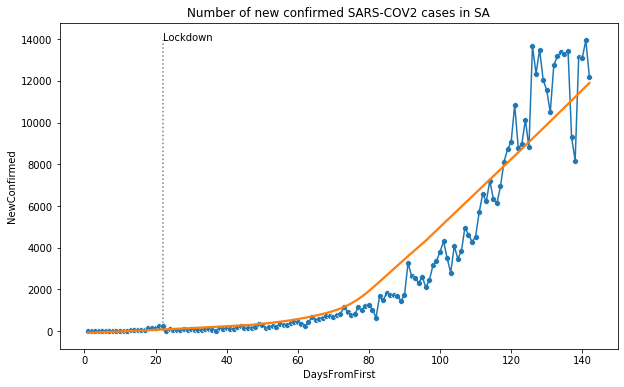 Number of new confirmed SARS-COV2 cases in SA
Lockdown
14000
12000
10000
8000
6000
4000
2000
0
NewConfirmed
0 20 40 60 80 100 120 140
DaysFromFirst